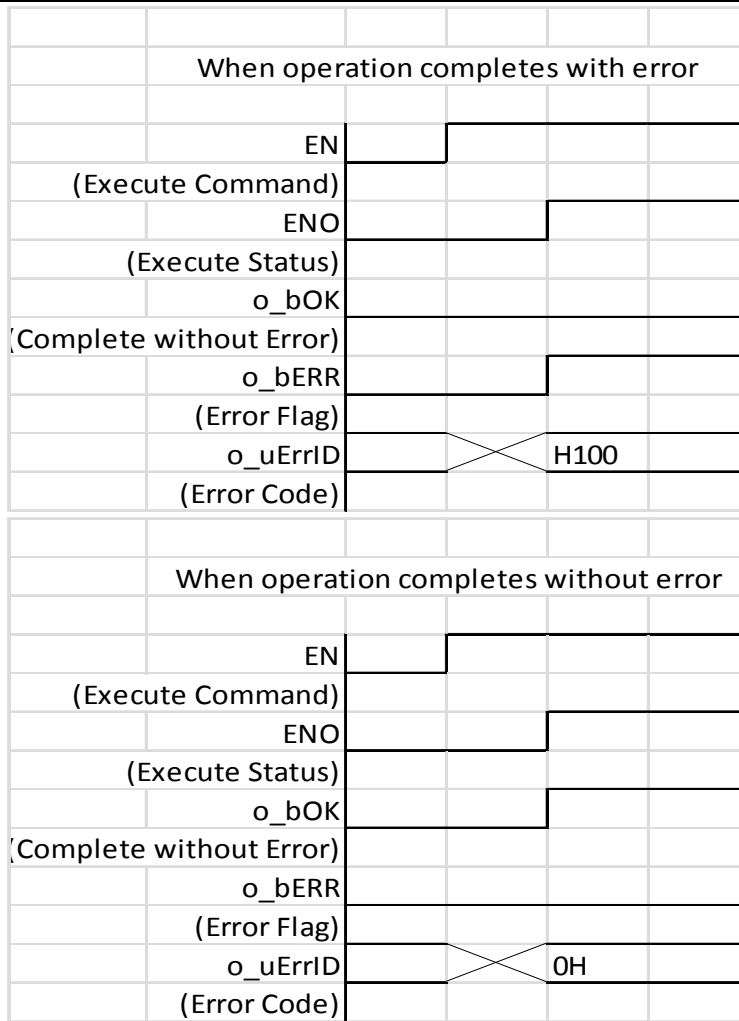 When operation completes with error
EN
(Execute Command)
ENO
(Execute Status)
o_bOK
(Complete without Error)
o_bERR
(Error Flag)
o_uErrID H100
(Error Code)
When operation completes without error
EN
(Execute Command)
ENO
(Execute Status)
o_bOK
(Complete without Error)
o_bERR
(Error Flag)
o_uErrID 0H
(Error Code)